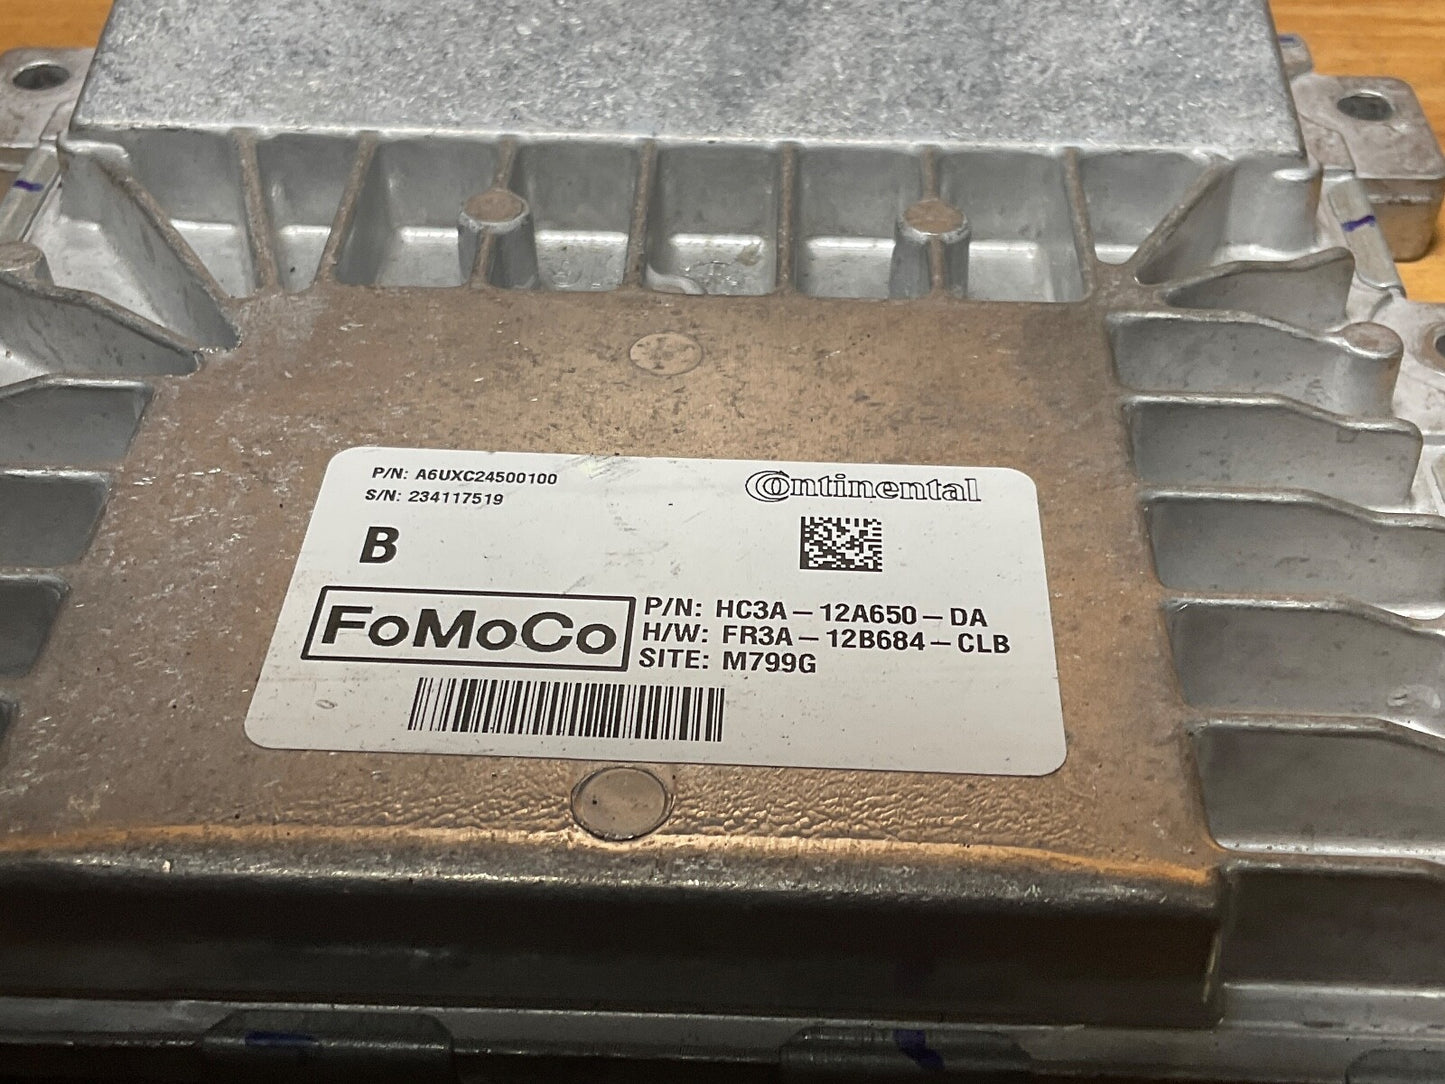 P/N: A6UXC24500100
S/N: 234117519
Continental
B
FoMoCo
P/N: HC3A-12A650-DA
H/W: FR3A-12B684-CLB
SITE: M799G